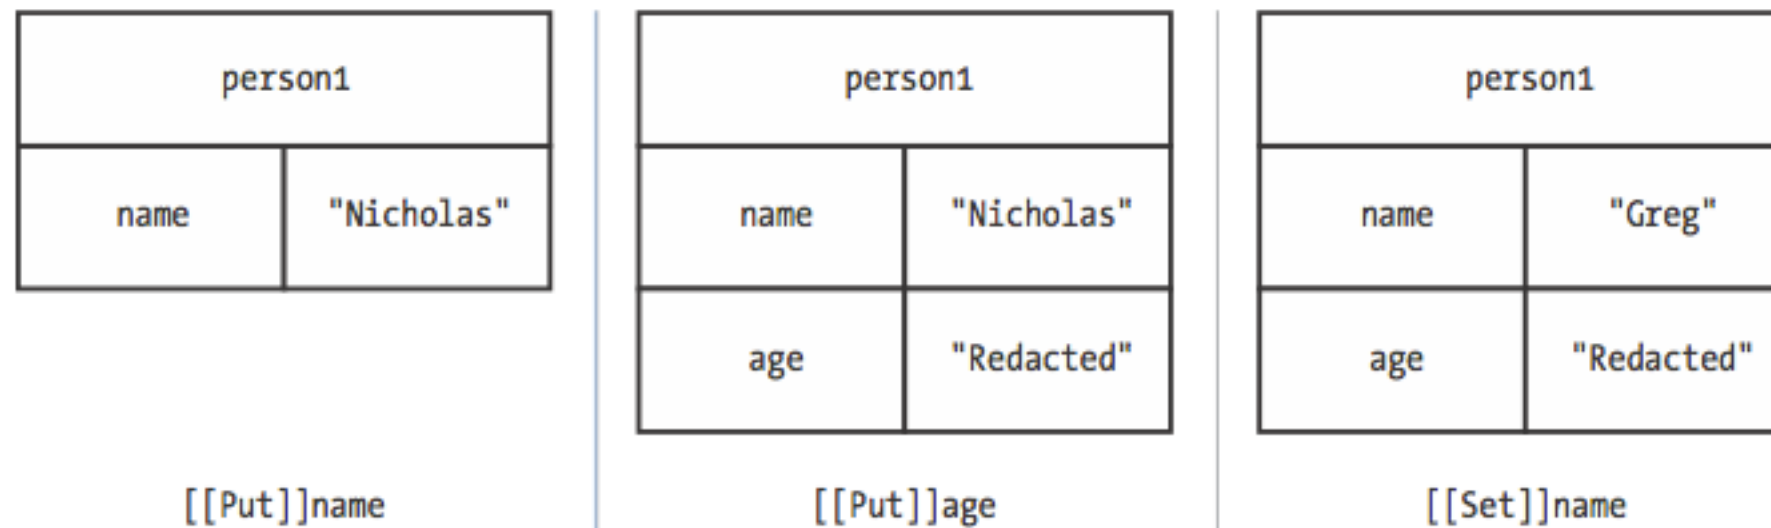 person1
name "Nicholas"
[[Put]]name
person1
name "Nicholas"
age "Redacted"
[[Put]]age
person1
name "Greg"
age "Redacted"
[[Set]]name